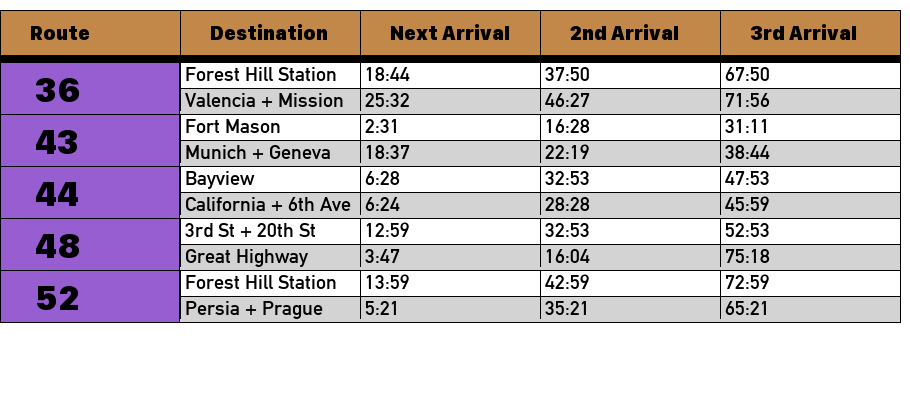 Route Destination Next Arrival 2nd Arrival 3rd Arrival
36
Forest Hill Station 18:44 37:50 67:50
Valencia + Mission 25:32 46:27 71:56
43
Fort Mason 2:31 16:28 31:11
Munich + Geneva 18:37 22:19 38:44
44
Bayview 6:28 32:53 47:53
California + 6th Ave 6:24 28:28 45:59
48
3rd St + 20th St 12:59 32:53 52:53
Great Highway 3:47 16:04 75:18
52
Forest Hill Station 13:59 42:59 72:59
Persia + Prague 5:21 35:21 65:21